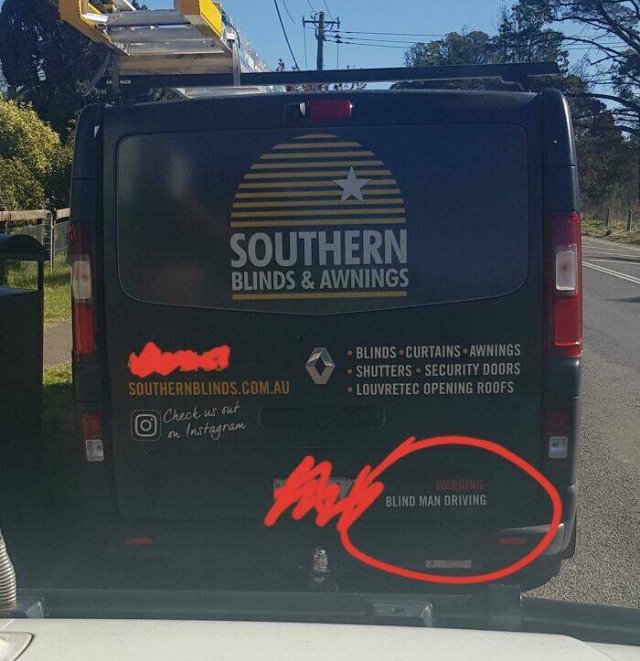 SOUTHERN
BLINDS & AWNINGS
SOUTHERNBLINDS.COM.AU
Check us out
on Instagram
• BLINDS • CURTAINS • AWNINGS
• SHUTTERS • SECURITY DOORS
• LOUVRETEC OPENING ROOFS
WARNING
BLIND MAN DRIVING